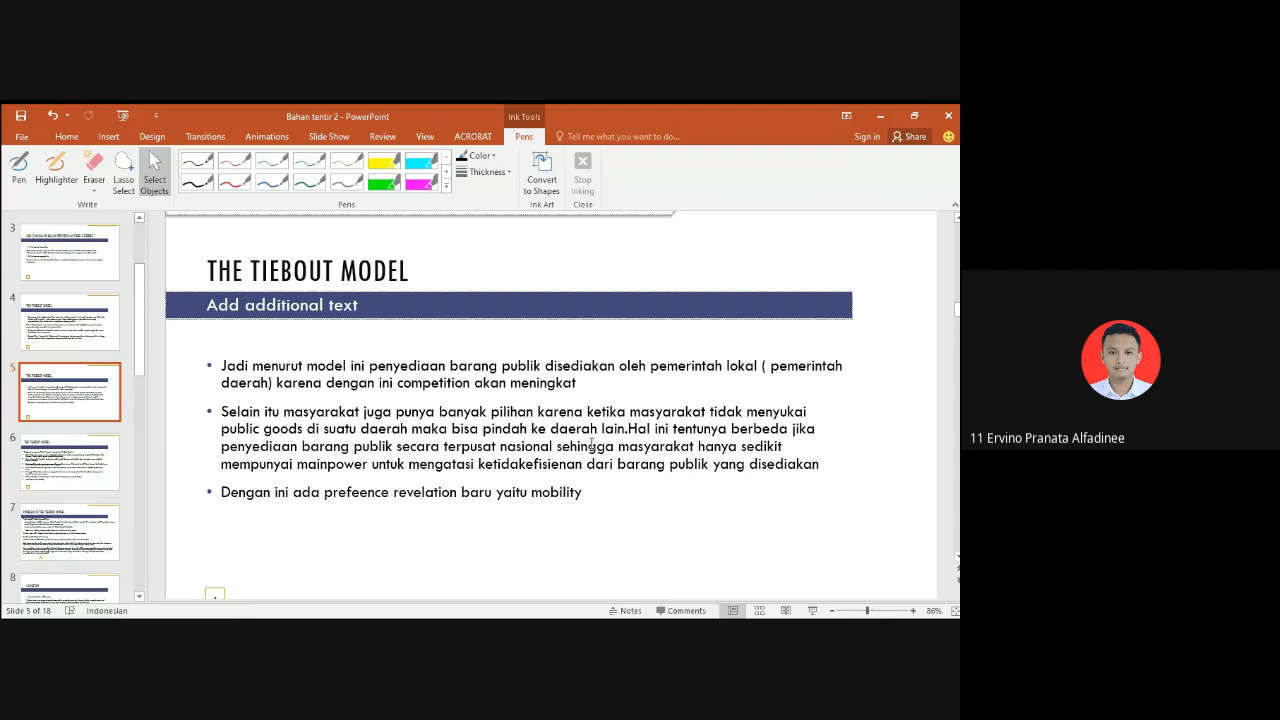 Bahan tentir 2 - PowerPoint
Ink Tools
File Home Insert Design Transitions Animations Slide Show Review View ACROBAT Pens Tell me what you want to do... Sign in Share
Pen Highlighter Eraser Lasso Select Select Objects
Color
Thickness
Convert to Shapes
Stop Inking
Write Pens Ink Art Close
3
4
5
6
7
8
THE TIEBOUT MODEL
Add additional text
• Jadi menurut model ini penyediaan barang publik disediakan oleh pemerintah lokal ( pemerintah
daerah) karena dengan ini competition akan meningkat
• Selain itu masyarakat juga punya banyak pilihan karena ketika masyarakat tidak menyukai
public goods di suatu daerah maka bisa pindah ke daerah lain.Hal ini tentunya berbeda jika
penyediaan barang publik secara terpusat nasional sehingga masyarakat hanya sedikit
mempunyai mainpower untuk mengatasi ketidakefisienan dari barang publik yang disediakan
• Dengan ini ada prefeence revelation baru yaitu mobility
11 Ervino Pranata Alfadinee
Slide 5 of 18 Indonesian Notes Comments 86%